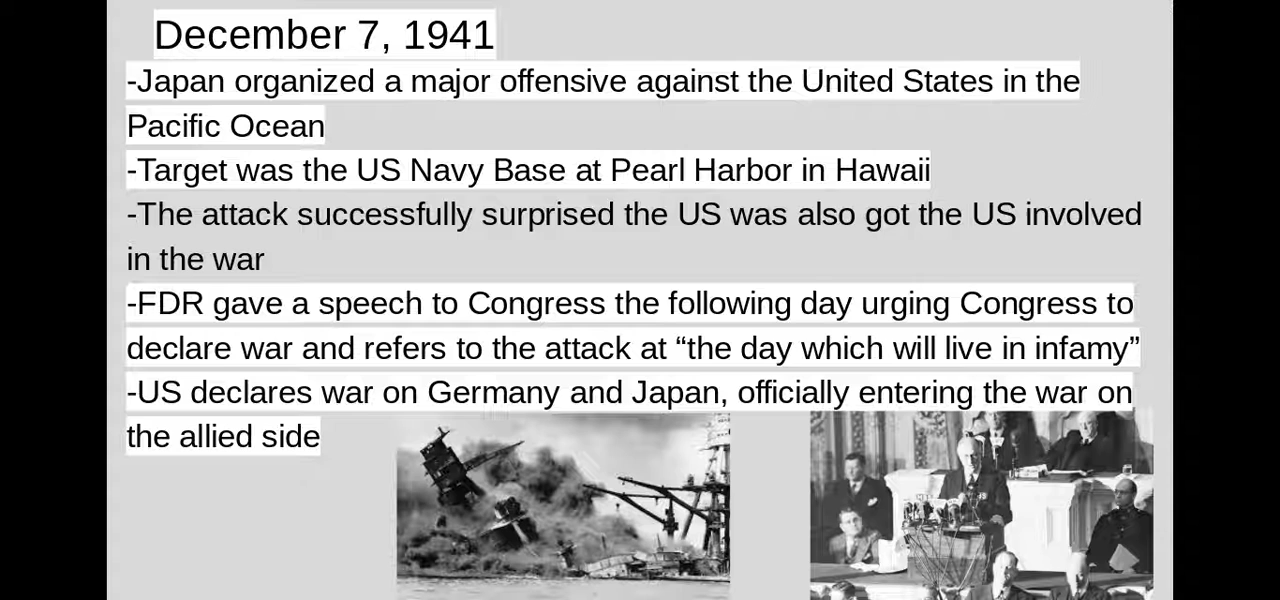 December 7, 1941
-Japan organized a major offensive against the United States in the
Pacific Ocean
-Target was the US Navy Base at Pearl Harbor in Hawaii
-The attack successfully surprised the US was also got the US involved
in the war
-FDR gave a speech to Congress the following day urging Congress to
declare war and refers to the attack at “the day which will live in infamy”
-US declares war on Germany and Japan, officially entering the war on
the allied side